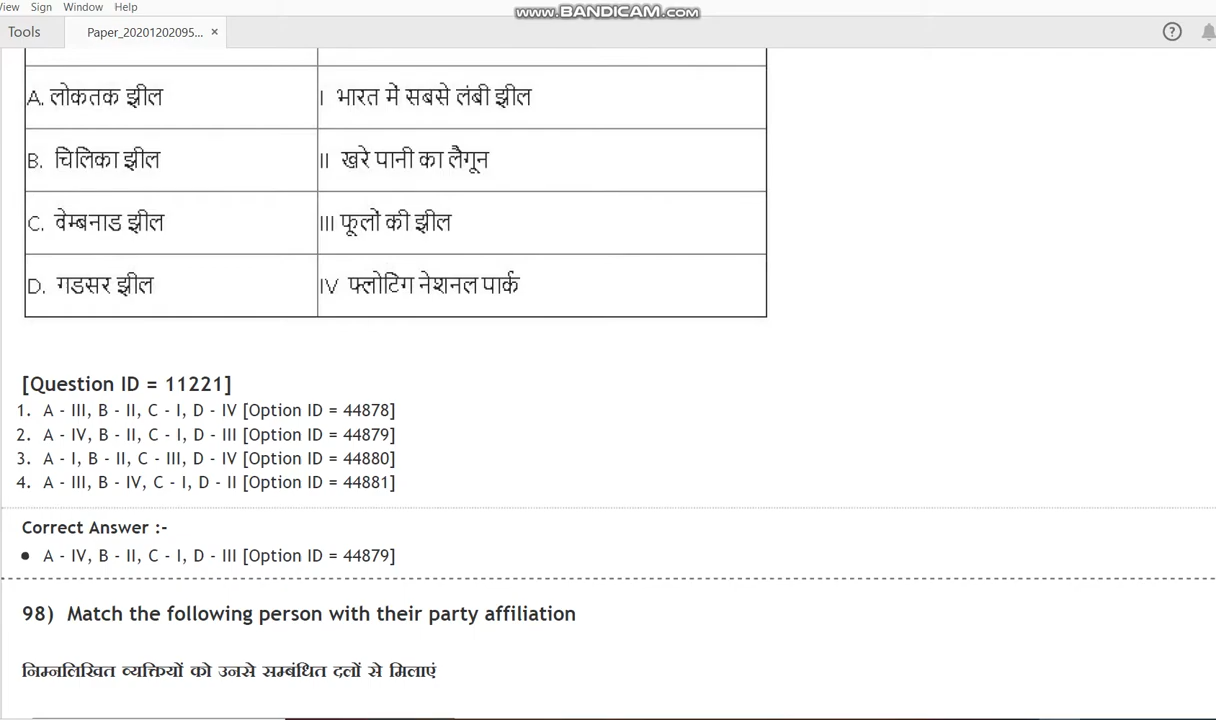 View Sign Window Help
www.BANDICAM.com
Tools Paper_20201202095... × ?
A. लोकतक झील I भारत में सबसे लंबी झील
B. चिलिका झील II खरे पानी का लैगून
C. वेम्बनाड झील III फूलों की झील
D. गडसर झील IV फ्लोटिंग नेशनल पार्क
[Question ID = 11221]
1. A - III, B - II, C - I, D - IV [Option ID = 44878]
2. A - IV, B - II, C - I, D - III [Option ID = 44879]
3. A - I, B - II, C - III, D - IV [Option ID = 44880]
4. A - III, B - IV, C - I, D - II [Option ID = 44881]
Correct Answer :-
• A - IV, B - II, C - I, D - III [Option ID = 44879]
98) Match the following person with their party affiliation
निम्नलिखित व्यक्तियों को उनसे सम्बंधित दलों से मिलाएं